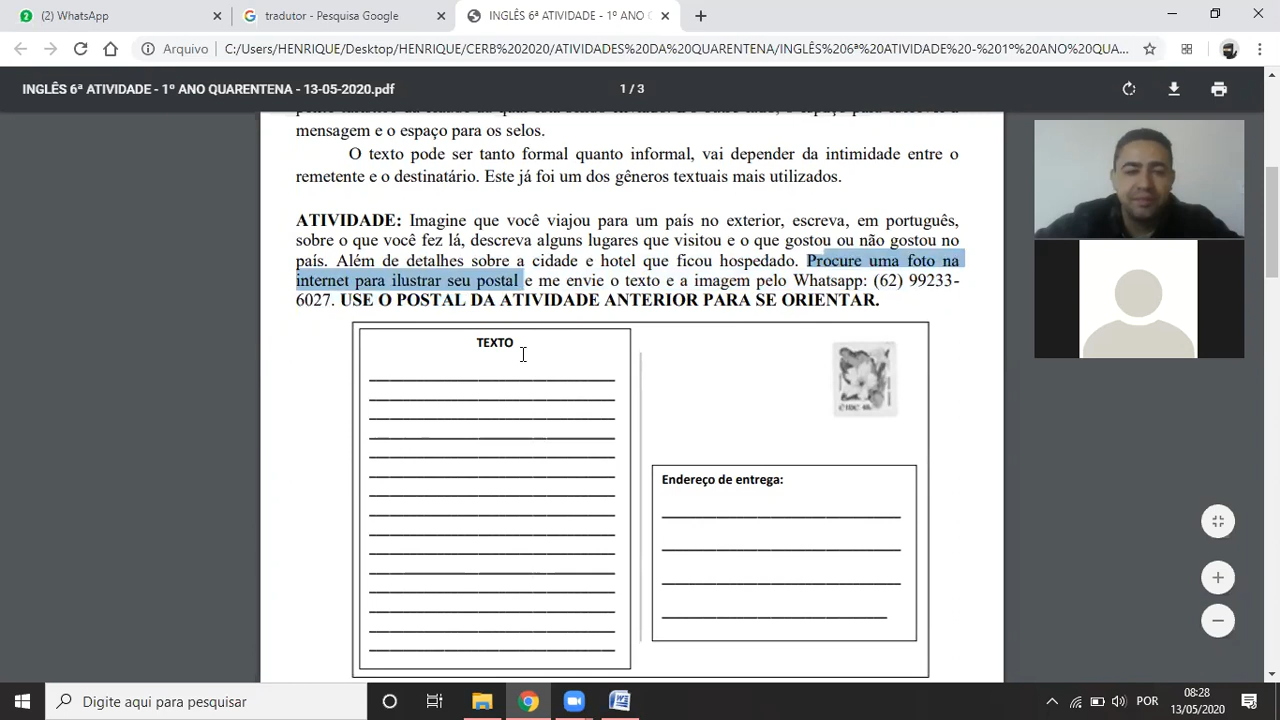 (2) WhatsApp
tradutor - Pesquisa Google
INGLÊS 6ª ATIVIDADE - 1º ANO Q
Arquivo
C:/Users/HENRIQUE/Desktop/HENRIQUE/CERB%202020/ATIVIDADES%20DA%20QUARENTENA/INGLÊS%206ª%20ATIVIDADE%20-%201º%20ANO%20QUA...
INGLÊS 6ª ATIVIDADE - 1º ANO QUARENTENA - 13-05-2020.pdf
1 / 3
mensagem e o espaço para os selos.
O texto pode ser tanto formal quanto informal, vai depender da intimidade entre o
remetente e o destinatário. Este já foi um dos gêneros textuais mais utilizados.
ATIVIDADE: Imagine que você viajou para um país no exterior, escreva, em português,
sobre o que você fez lá, descreva alguns lugares que visitou e o que gostou ou não gostou no
país. Além de detalhes sobre a cidade e hotel que ficou hospedado. Procure uma foto na
internet para ilustrar seu postal e me envie o texto e a imagem pelo Whatsapp: (62) 99233-
6027. USE O POSTAL DA ATIVIDADE ANTERIOR PARA SE ORIENTAR.
TEXTO
Endereço de entrega:
Digite aqui para pesquisar
POR
08:28
13/05/2020